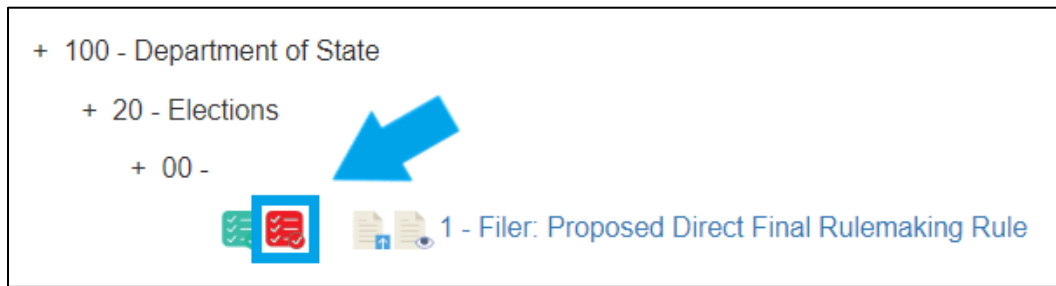 + 100 - Department of State
+ 20 - Elections
+ 00 -
1 - Filer: Proposed Direct Final Rulemaking Rule